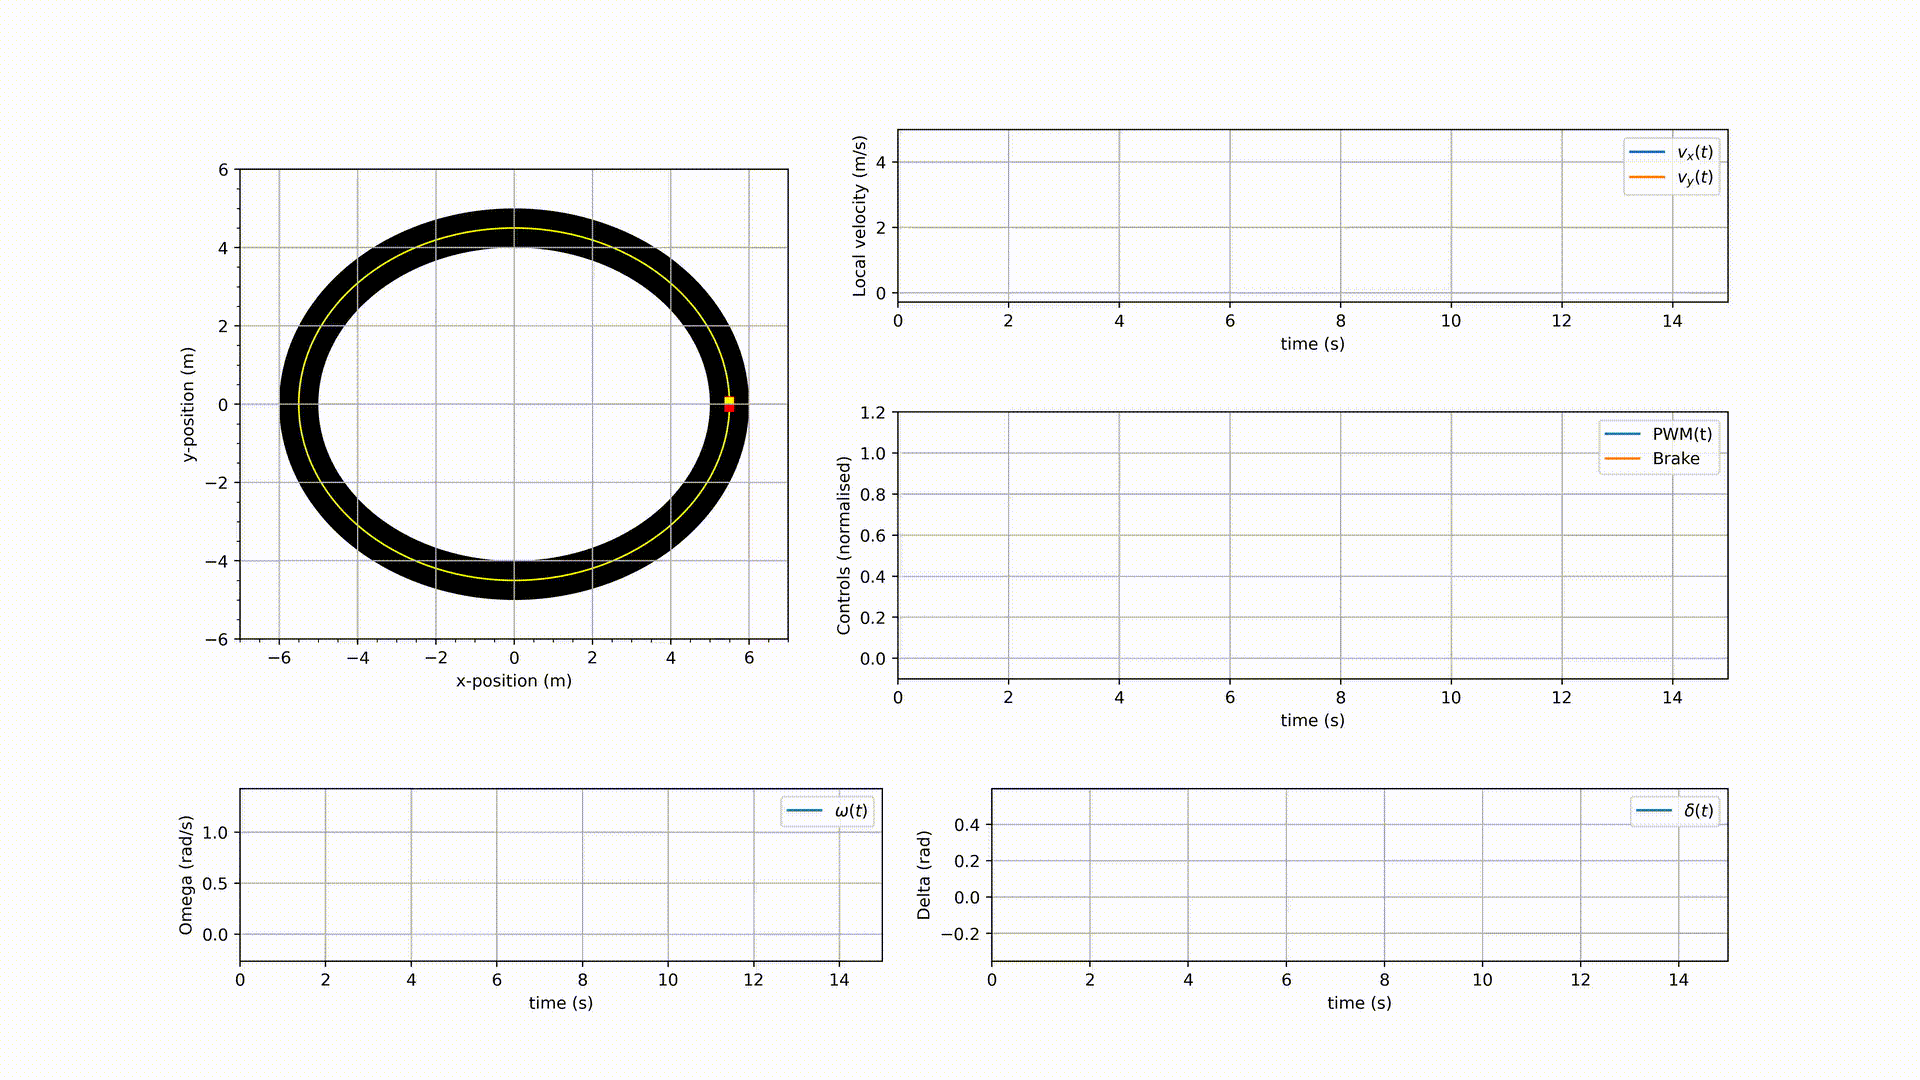 6
4
2
0
−2
−4
−6
y-position (m)
−6 −4 −2 0 2 4 6
x-position (m)
4
2
0
Local velocity (m/s)
vx(t)
vy(t)
0 2 4 6 8 10 12 14
time (s)
1.2
1.0
0.8
0.6
0.4
0.2
0.0
Controls (normalised)
PWM(t)
Brake
0 2 4 6 8 10 12 14
time (s)
1.0
0.5
0.0
Omega (rad/s)
ω(t)
0 2 4 6 8 10 12 14
time (s)
0.4
0.2
0.0
−0.2
Delta (rad)
δ(t)
0 2 4 6 8 10 12 14
time (s)